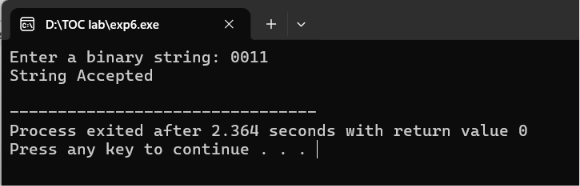 D:\TOC lab\exp6.exe
Enter a binary string: 0011
String Accepted
--------------------------------
Process exited after 2.364 seconds with return value 0
Press any key to continue . . .